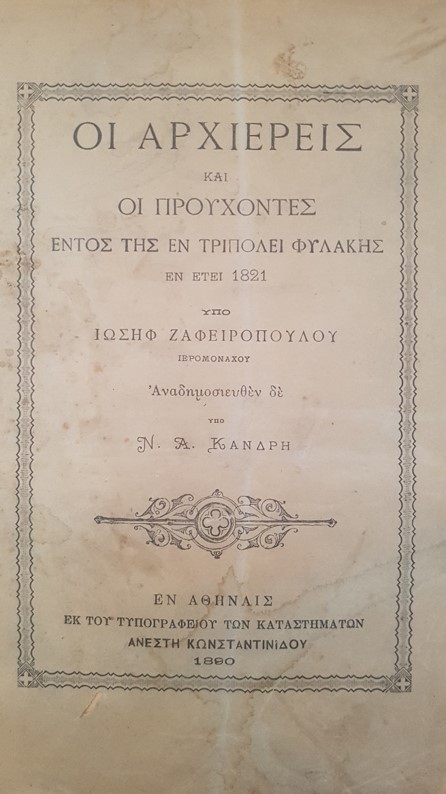 ΟΙ ΑΡΧΙΕΡΕΙΣ
ΚΑΙ
ΟΙ ΠΡΟΥΧΟΝΤΕΣ
ΕΝΤΟΣ ΤΗΣ ΕΝ ΤΡΙΠΟΛΕΙ ΦΥΛΑΚΗΣ
ΕΝ ΕΤΕΙ 1821
ΥΠΟ
ΙΩΣΗΦ ΖΑΦΕΙΡΟΠΟΥΛΟΥ
ΙΕΡΟΜΟΝΑΧΟΥ
Ἀναδημοσιευθὲν δὲ
ΥΠΟ
Ν. Α. ΚΑΝΔΡΗ
ΕΝ ΑΘΗΝΑΙΣ
ΕΚ ΤΟΥ ΤΥΠΟΓΡΑΦΕΙΟΥ ΤΩΝ ΚΑΤΑΣΤΗΜΑΤΩΝ
ΑΝΕΣΤΗ ΚΩΝΣΤΑΝΤΙΝΙΔΟΥ
1890